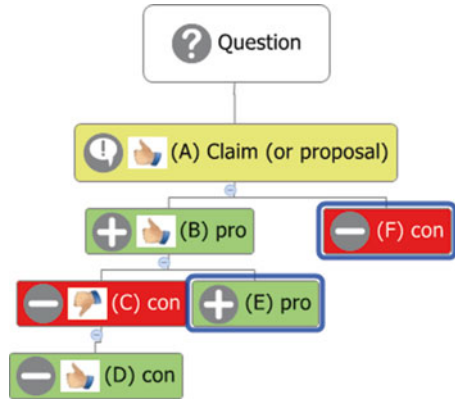 ? Question
! (A) Claim (or proposal)
+ (B) pro
− (F) con
− (C) con
+ (E) pro
− (D) con